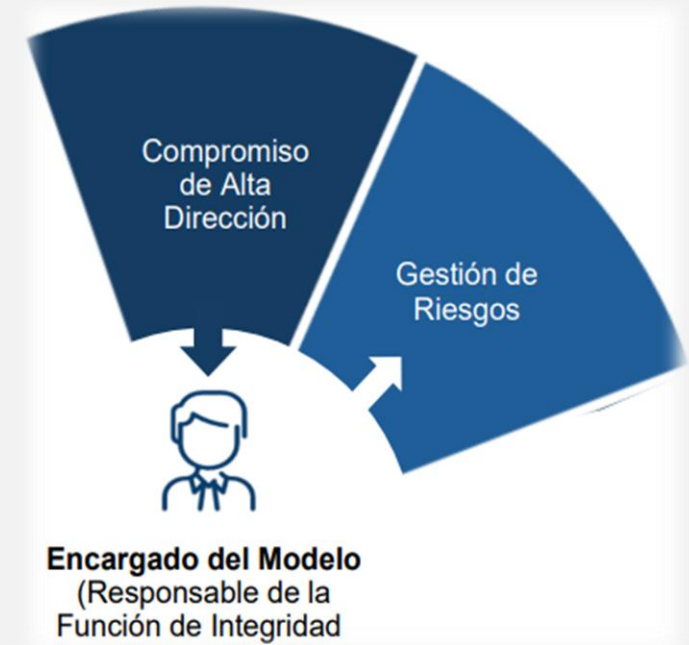 Compromiso
de Alta
Dirección
Gestión de
Riesgos
Encargado del Modelo
(Responsable de la
Función de Integridad